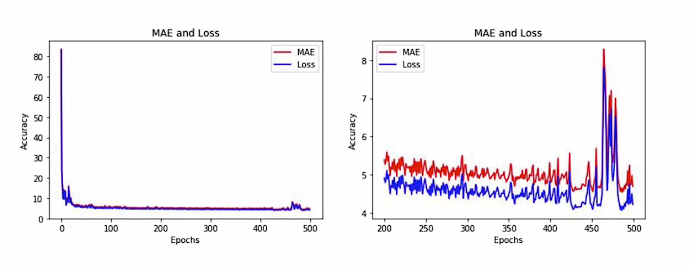 MAE and Loss
MAE
Loss
Accuracy
80
70
60
50
40
30
20
10
0
0 100 200 300 400 500
Epochs
MAE and Loss
MAE
Loss
Accuracy
8
7
6
5
4
200 250 300 350 400 450 500
Epochs